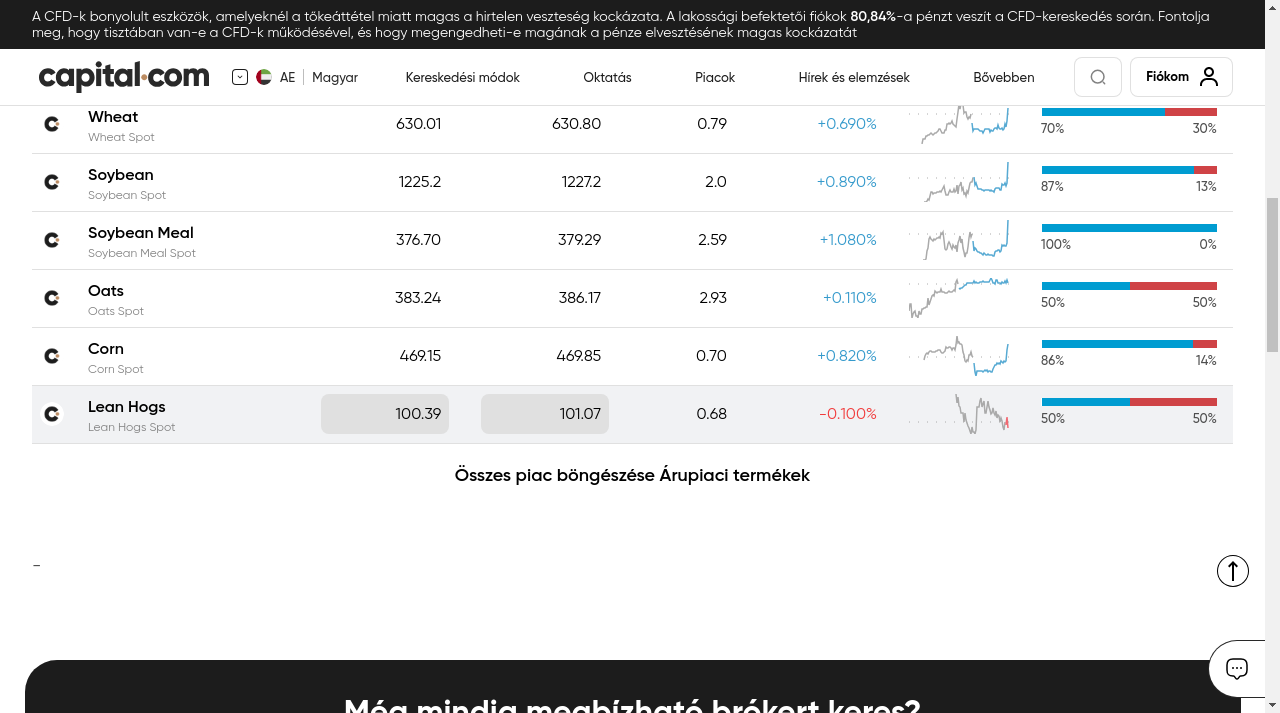 A CFD-k bonyolult eszközök, amelyeknél a tőkeáttétel miatt magas a hirtelen veszteség kockázata. A lakossági befektetői fiókok 80,84%-a pénzt veszít a CFD-kereskedés során. Fontolja
meg, hogy tisztában van-e a CFD-k működésével, és hogy megengedheti-e magának a pénze elvesztésének magas kockázatát
capital.com AE Magyar Kereskedési módok Oktatás Piacok Hírek és elemzések Bővebben Fiókom
Wheat 630.01 630.80 0.79 +0.690%
Wheat Spot 70% 30%
Soybean 1225.2 1227.2 2.0 +0.890%
Soybean Spot 87% 13%
Soybean Meal 376.70 379.29 2.59 +1.080%
Soybean Meal Spot 100% 0%
Oats 383.24 386.17 2.93 +0.110%
Oats Spot 50% 50%
Corn 469.15 469.85 0.70 +0.820%
Corn Spot 86% 14%
Lean Hogs 100.39 101.07 0.68 -0.100%
Lean Hogs Spot 50% 50%
Összes piac böngészése Árupiaci termékek
–
Még mindig megbízható brókert keres?